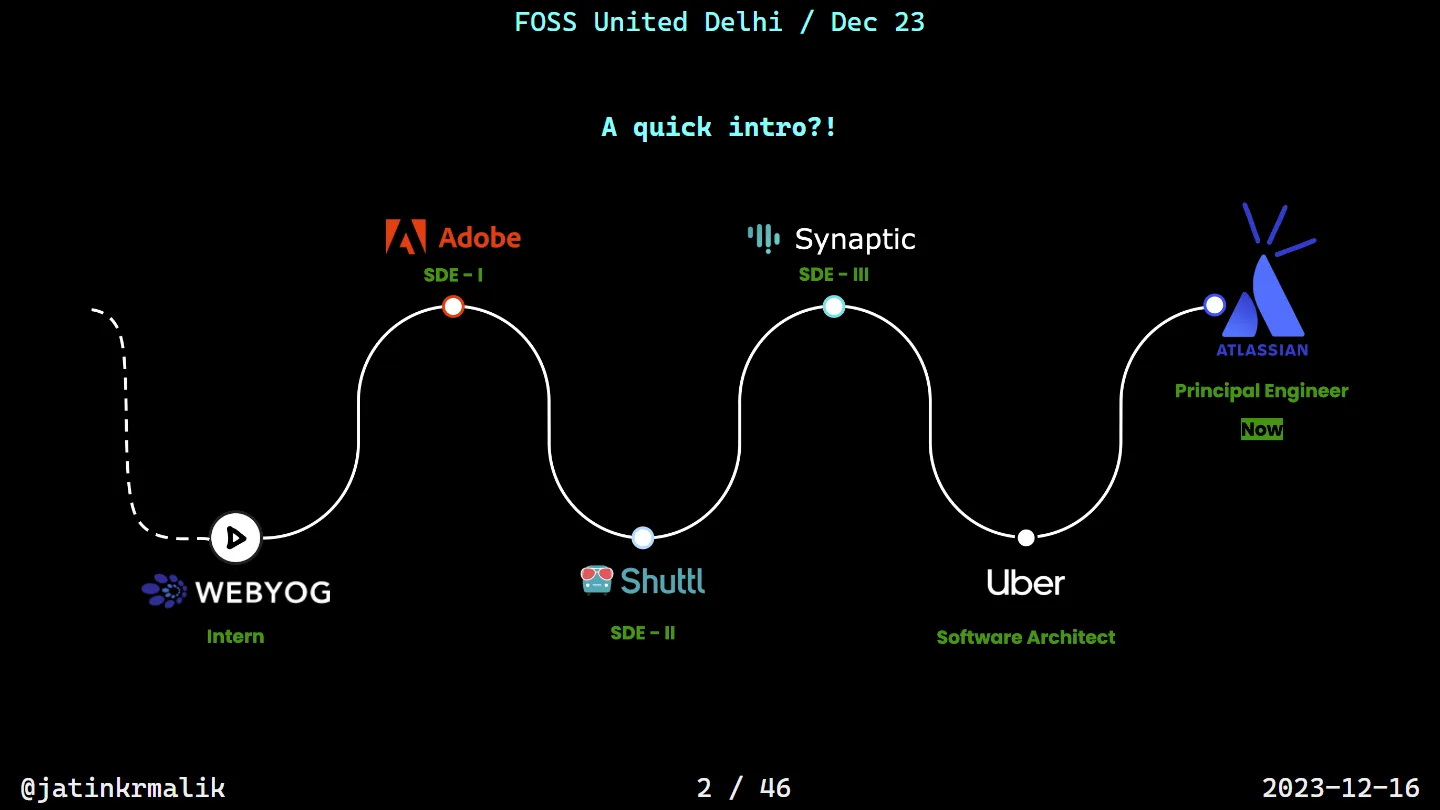 FOSS United Delhi / Dec 23
A quick intro?!
Adobe
SDE - I
Synaptic
SDE - III
ATLASSIAN
Principal Engineer
Now
WEBYOG
Intern
Shuttl
SDE - II
Uber
Software Architect
@jatinkrmalik
2 / 46
2023-12-16